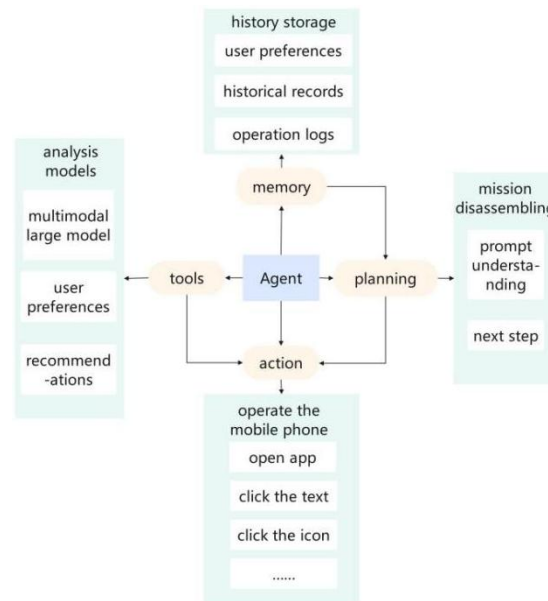 history storage
user preferences
historical records
operation logs
memory
analysis
models
multimodal
large model
user
preferences
recommend
-ations
tools
Agent
planning
mission
disassembling
prompt
understa-
nding
next step
action
operate the
mobile phone
open app
click the text
click the icon
......